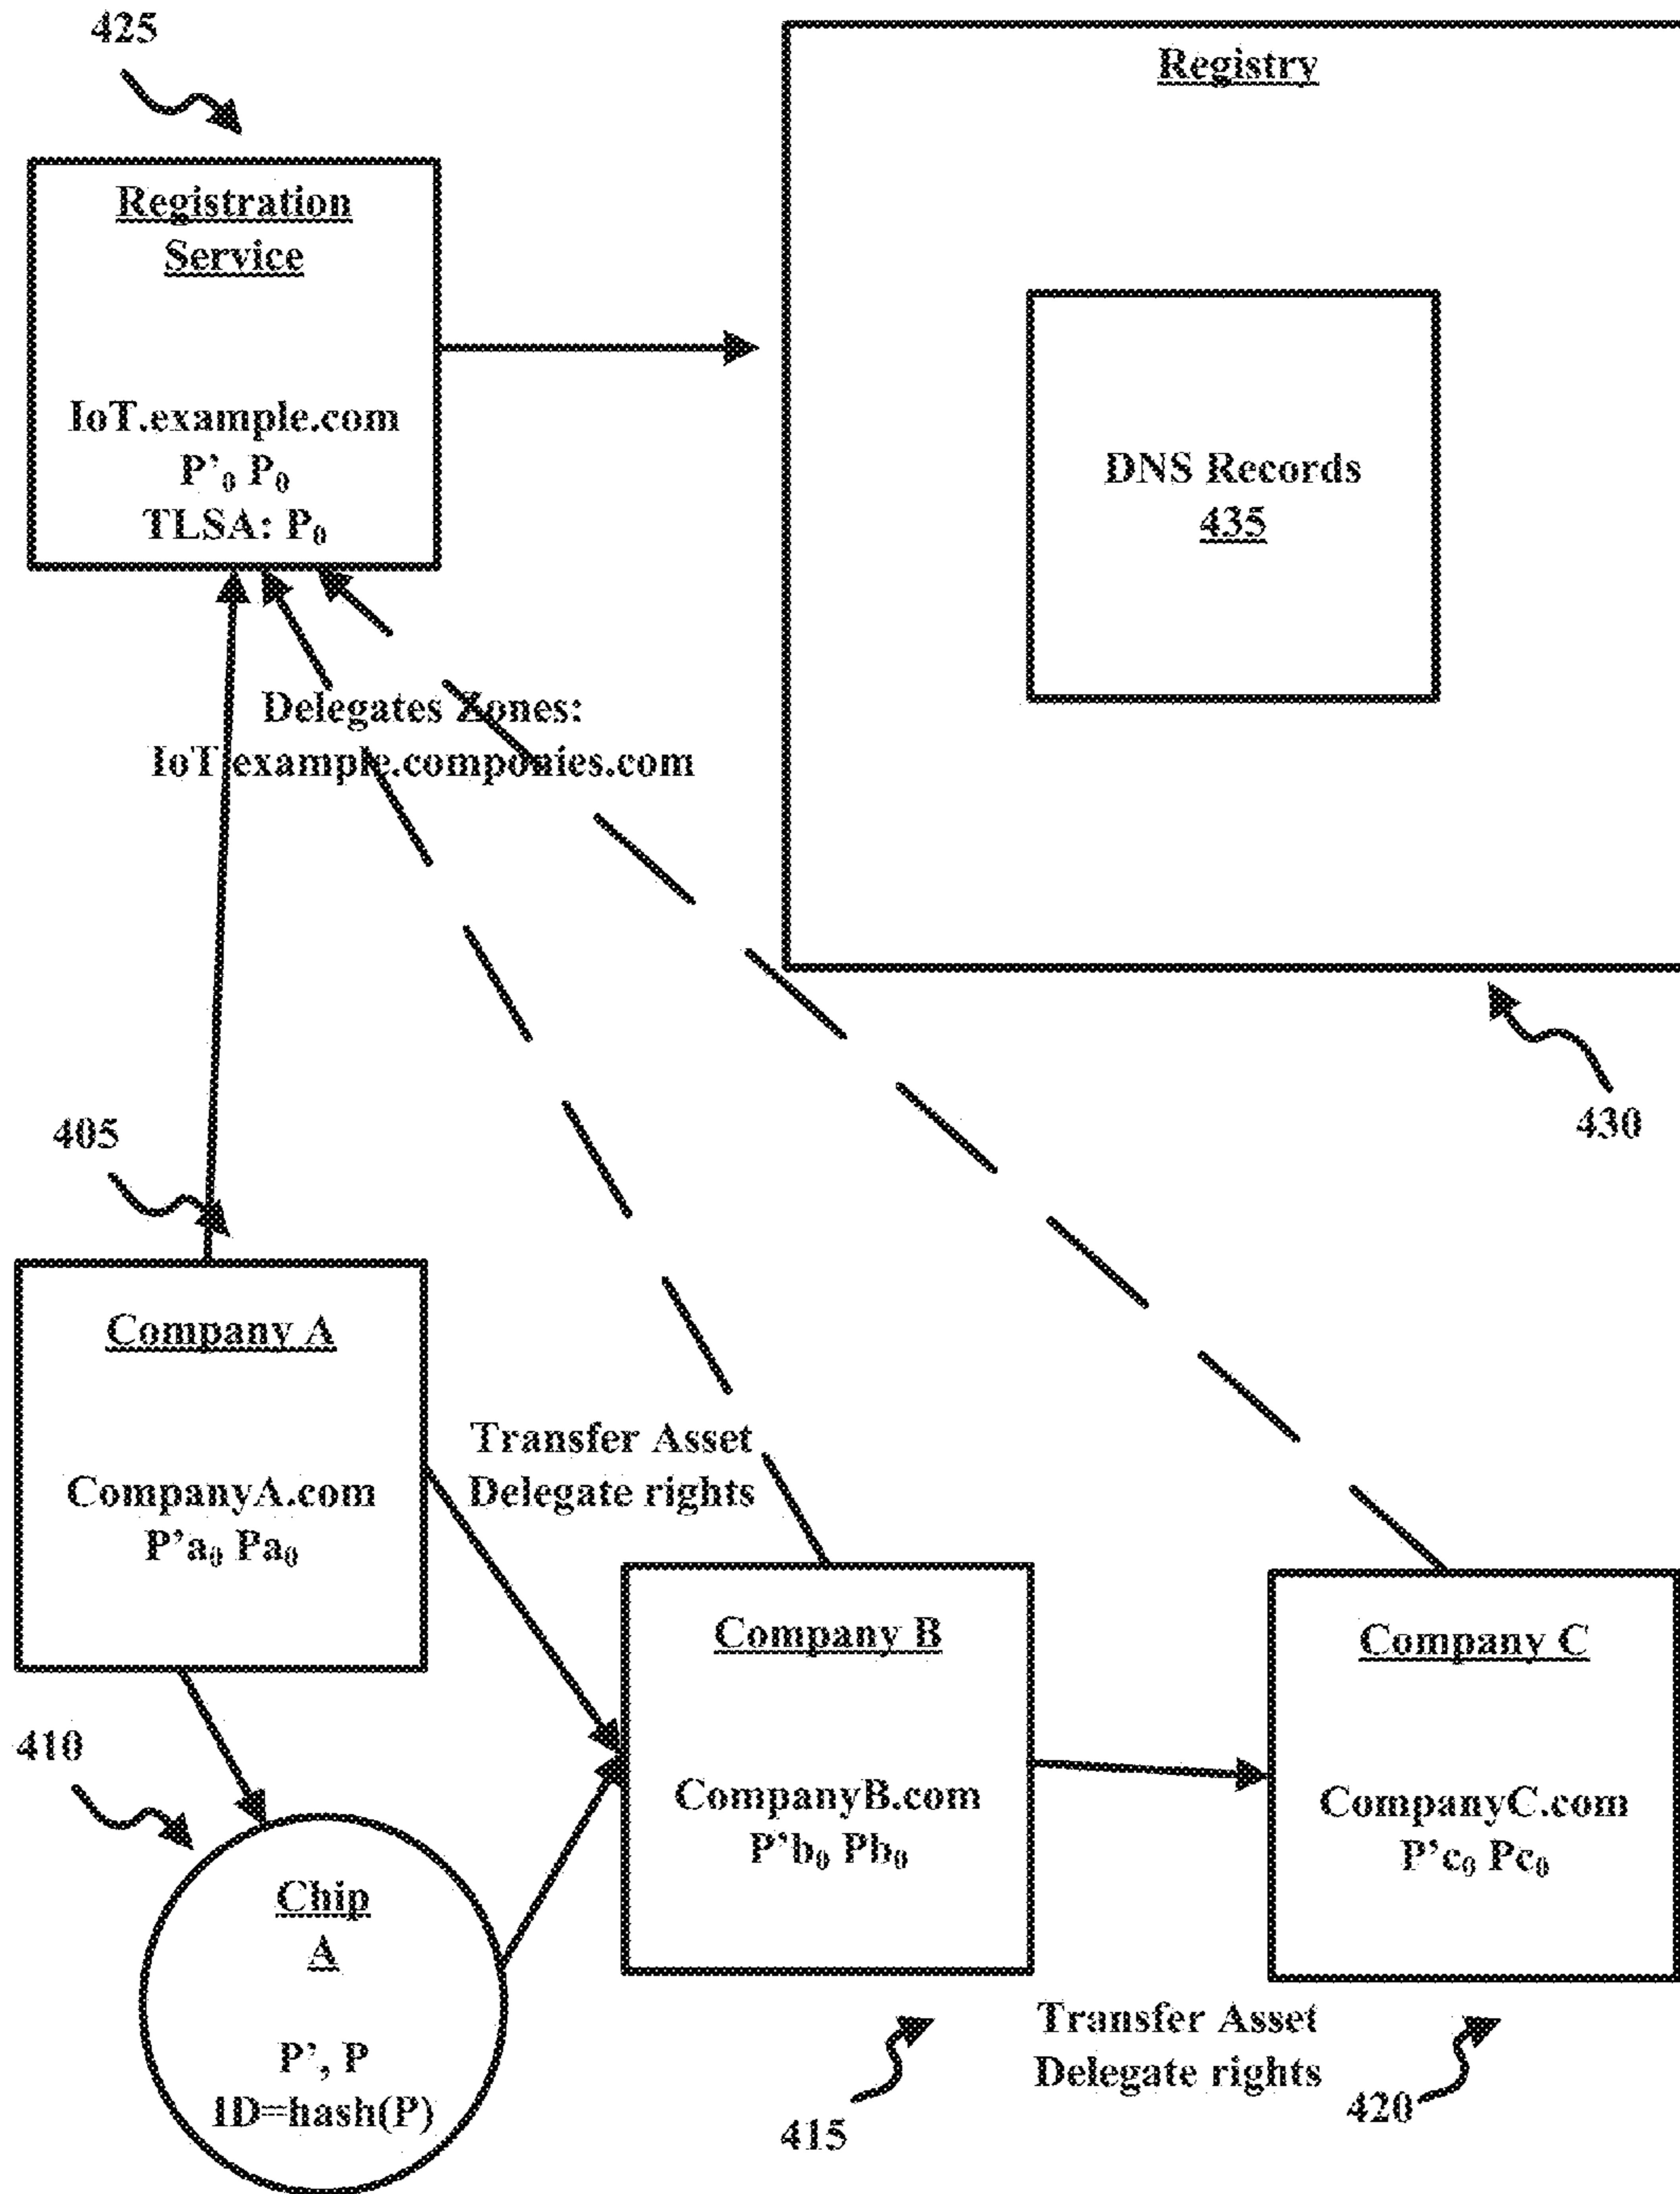 425
Registry
Registration
Service
IoT.example.com
P’₀ P₀
TLSA: P₀
DNS Records
435
Delegates Zones:
IoT.example.componies.com
430
405
Company A
CompanyA.com
P’a₀ Pa₀
Transfer Asset
Delegate rights
Company B
CompanyB.com
P’b₀ Pb₀
Company C
CompanyC.com
P’c₀ Pc₀
410
Chip
A
P’, P
ID=hash(P)
415
Transfer Asset
Delegate rights
420